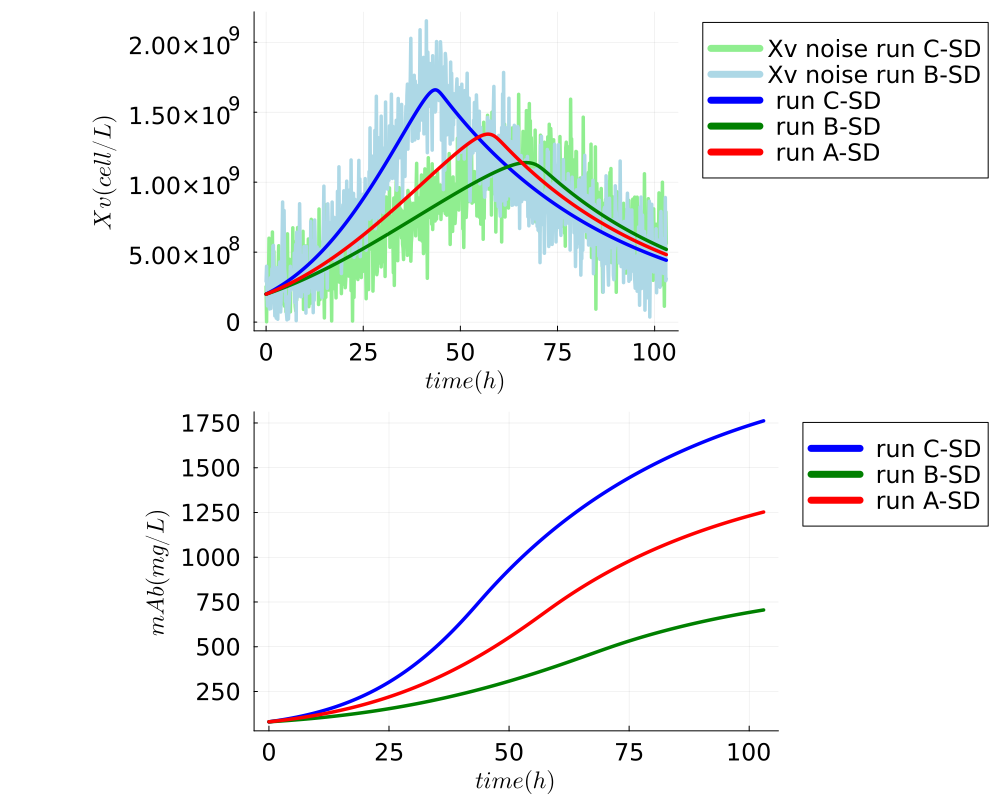 Xv(cell/L)
2.00×10⁹
1.50×10⁹
1.00×10⁹
5.00×10⁸
0
0 25 50 75 100
time(h)
Xv noise run C-SD
Xv noise run B-SD
run C-SD
run B-SD
run A-SD
mAb(mg/L)
1750
1500
1250
1000
750
500
250
0 25 50 75 100
time(h)
run C-SD
run B-SD
run A-SD